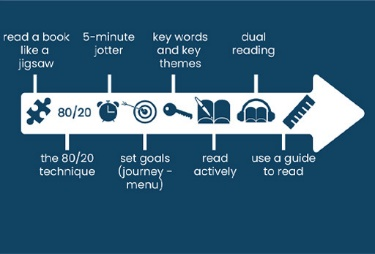 read a book
like a
jigsaw
5-minute
jotter
key words
and key
themes
dual
reading
80/20
the 80/20
technique
set goals
(journey -
menu)
read
actively
use a guide
to read